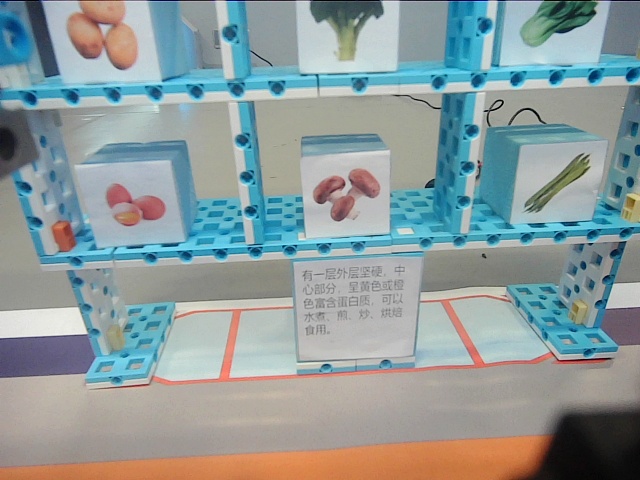 有一层外层坚硬，中
心部分，呈黄色或橙
色富含蛋白质，可以
水煮、煎、炒、烘焙
食用。